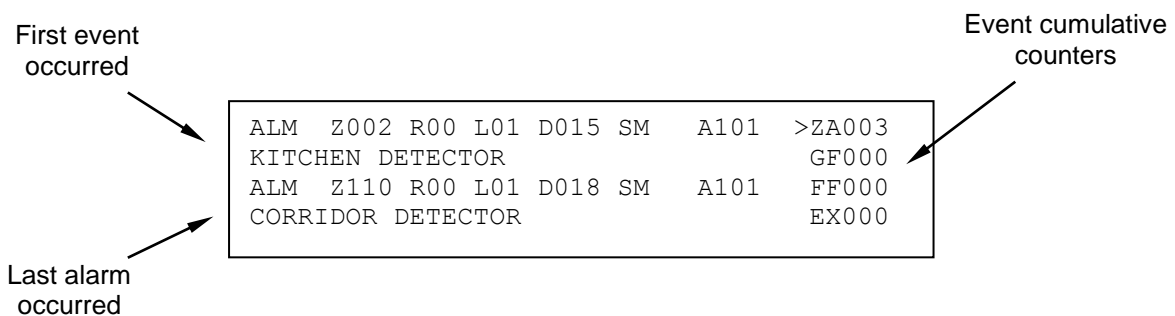 First event
occurred
Event cumulative
counters
ALM Z002 R00 L01 D015 SM A101 >ZA003
KITCHEN DETECTOR GF000
ALM Z110 R00 L01 D018 SM A101 FF000
CORRIDOR DETECTOR EX000
Last alarm
occurred